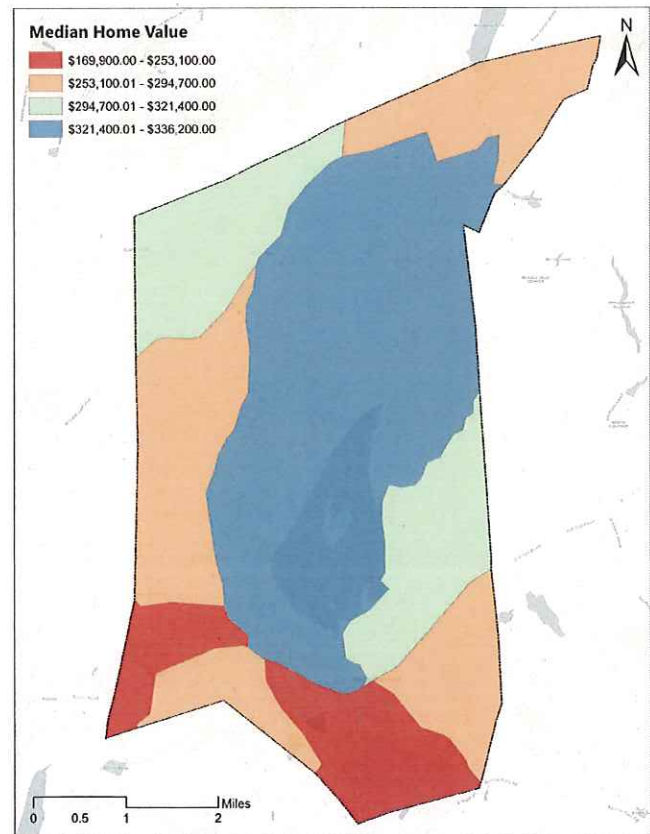 Median Home Value
$169,900.00 - $253,100.00
$253,100.01 - $294,700.00
$294,700.01 - $321,400.00
$321,400.01 - $336,200.00
N
Miles
0 0.5 1 2